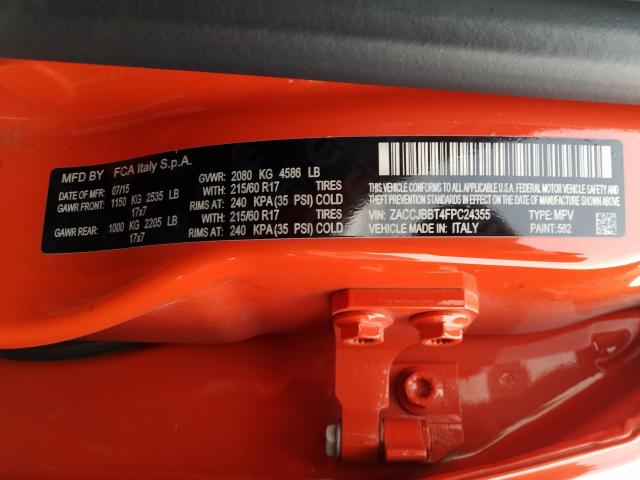 MFD BY FCA Italy S.p.A.
DATE OF MFR: 07/15 GVWR: 2080 KG 4586 LB
GAWR FRONT: 1150 KG 2535 LB WITH: 215/60 R17 TIRES
17x7 RIMS AT: 240 KPA (35 PSI) COLD
GAWR REAR: 1000 KG 2205 LB WITH: 215/60 R17 TIRES
17x7 RIMS AT: 240 KPA (35 PSI) COLD
THIS VEHICLE CONFORMS TO ALL APPLICABLE U.S.A. FEDERAL MOTOR VEHICLE SAFETY, BUMPER, AND
THEFT PREVENTION STANDARDS IN EFFECT ON THE DATE OF MANUFACTURE SHOWN ABOVE.
VIN: ZACCJBBT4FPC24355 TYPE: MPV
VEHICLE MADE IN: ITALY PAINT: 562